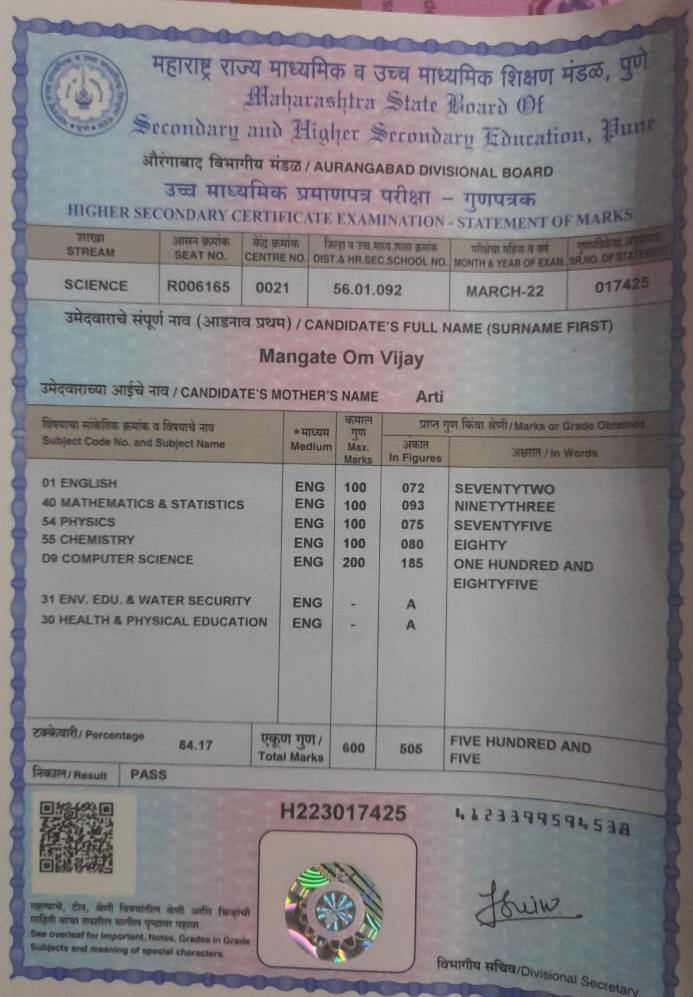 महाराष्ट्र राज्य माध्यमिक व उच्च माध्यमिक शिक्षण मंडळ, पुणे
Maharashtra State Board Of
Secondary and Higher Secondary Education, Pune
औरंगाबाद विभागीय मंडळ / AURANGABAD DIVISIONAL BOARD
उच्च माध्यमिक प्रमाणपत्र परीक्षा – गुणपत्रक
HIGHER SECONDARY CERTIFICATE EXAMINATION - STATEMENT OF MARKS
शाखा आसन क्रमांक केंद्र क्रमांक जिल्हा व उच्च माध्य.शाळा क्रमांक परीक्षेचा महिना व वर्ष
STREAM SEAT NO. CENTRE NO. DIST.& HR.SEC.SCHOOL NO. MONTH & YEAR OF EXAM. SR.NO. OF STATEMENT
SCIENCE R006165 0021 56.01.092 MARCH-22 017425
उमेदवाराचे संपूर्ण नाव (आडनाव प्रथम) / CANDIDATE'S FULL NAME (SURNAME FIRST)
Mangate Om Vijay
उमेदवाराच्या आईचे नाव / CANDIDATE'S MOTHER'S NAME Arti
विषयाचा सांकेतिक क्रमांक व विषयाचे नाव
Subject Code No. and Subject Name
*माध्यम
Medium
कमाल
गुण
Max.
Marks
प्राप्त गुण किंवा श्रेणी/Marks or Grade Obtained
अंकात
In Figures
अक्षरात / In Words
01 ENGLISH ENG 100 072 SEVENTYTWO
40 MATHEMATICS & STATISTICS ENG 100 093 NINETYTHREE
54 PHYSICS ENG 100 075 SEVENTYFIVE
55 CHEMISTRY ENG 100 080 EIGHTY
D9 COMPUTER SCIENCE ENG 200 185 ONE HUNDRED AND
EIGHTYFIVE
31 ENV. EDU. & WATER SECURITY ENG - A
30 HEALTH & PHYSICAL EDUCATION ENG - A
टक्केवारी/ Percentage 84.17 एकूण गुण/
Total Marks 600 505 FIVE HUNDRED AND
FIVE
निकाल/Result PASS
H223017425
4123399594538
महत्वाचे, टीप, श्रेणी विषयांतील श्रेणी आणि चिन्हांची
माहिती यांचा तपशील मागील पृष्ठावर पहावा.
See overleaf for Important, Notes, Grades in Grade
Subjects and meaning of special characters.
विभागीय सचिव/Divisional Secretary